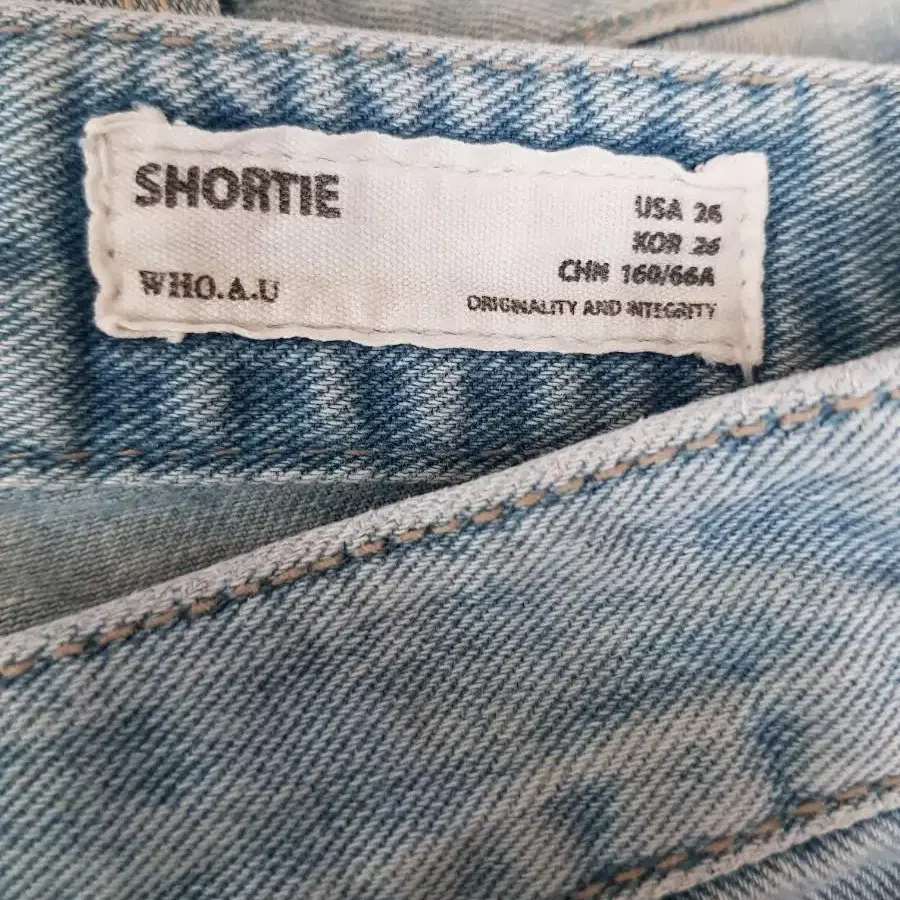 SHORTIE
WHO.A.U
USA 26
KOR 26
CHN 160/66A
ORIGINALITY AND INTEGRITY